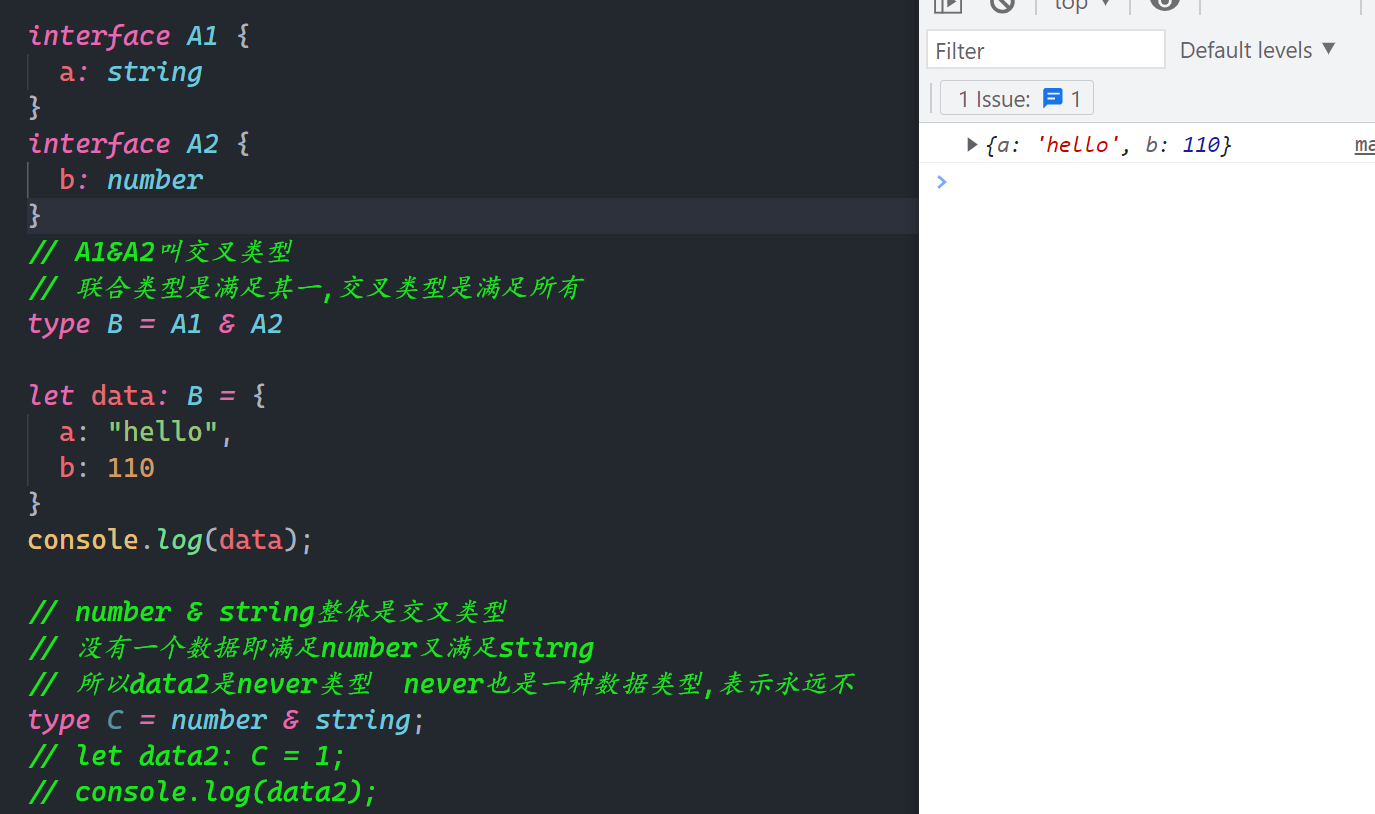 interface A1 {
a: string
}
interface A2 {
b: number
}
// A1&A2叫交叉类型
// 联合类型是满足其一,交叉类型是满足所有
type B = A1 & A2
let data: B = {
a: "hello",
b: 110
}
console.log(data);
// number & string整体是交叉类型
// 没有一个数据即满足number又满足stirng
// 所以data2是never类型  never也是一种数据类型,表示永远不
type C = number & string;
// let data2: C = 1;
// console.log(data2);
top
Filter
Default levels ▼
1 Issue: 1
{a: 'hello', b: 110}
ma